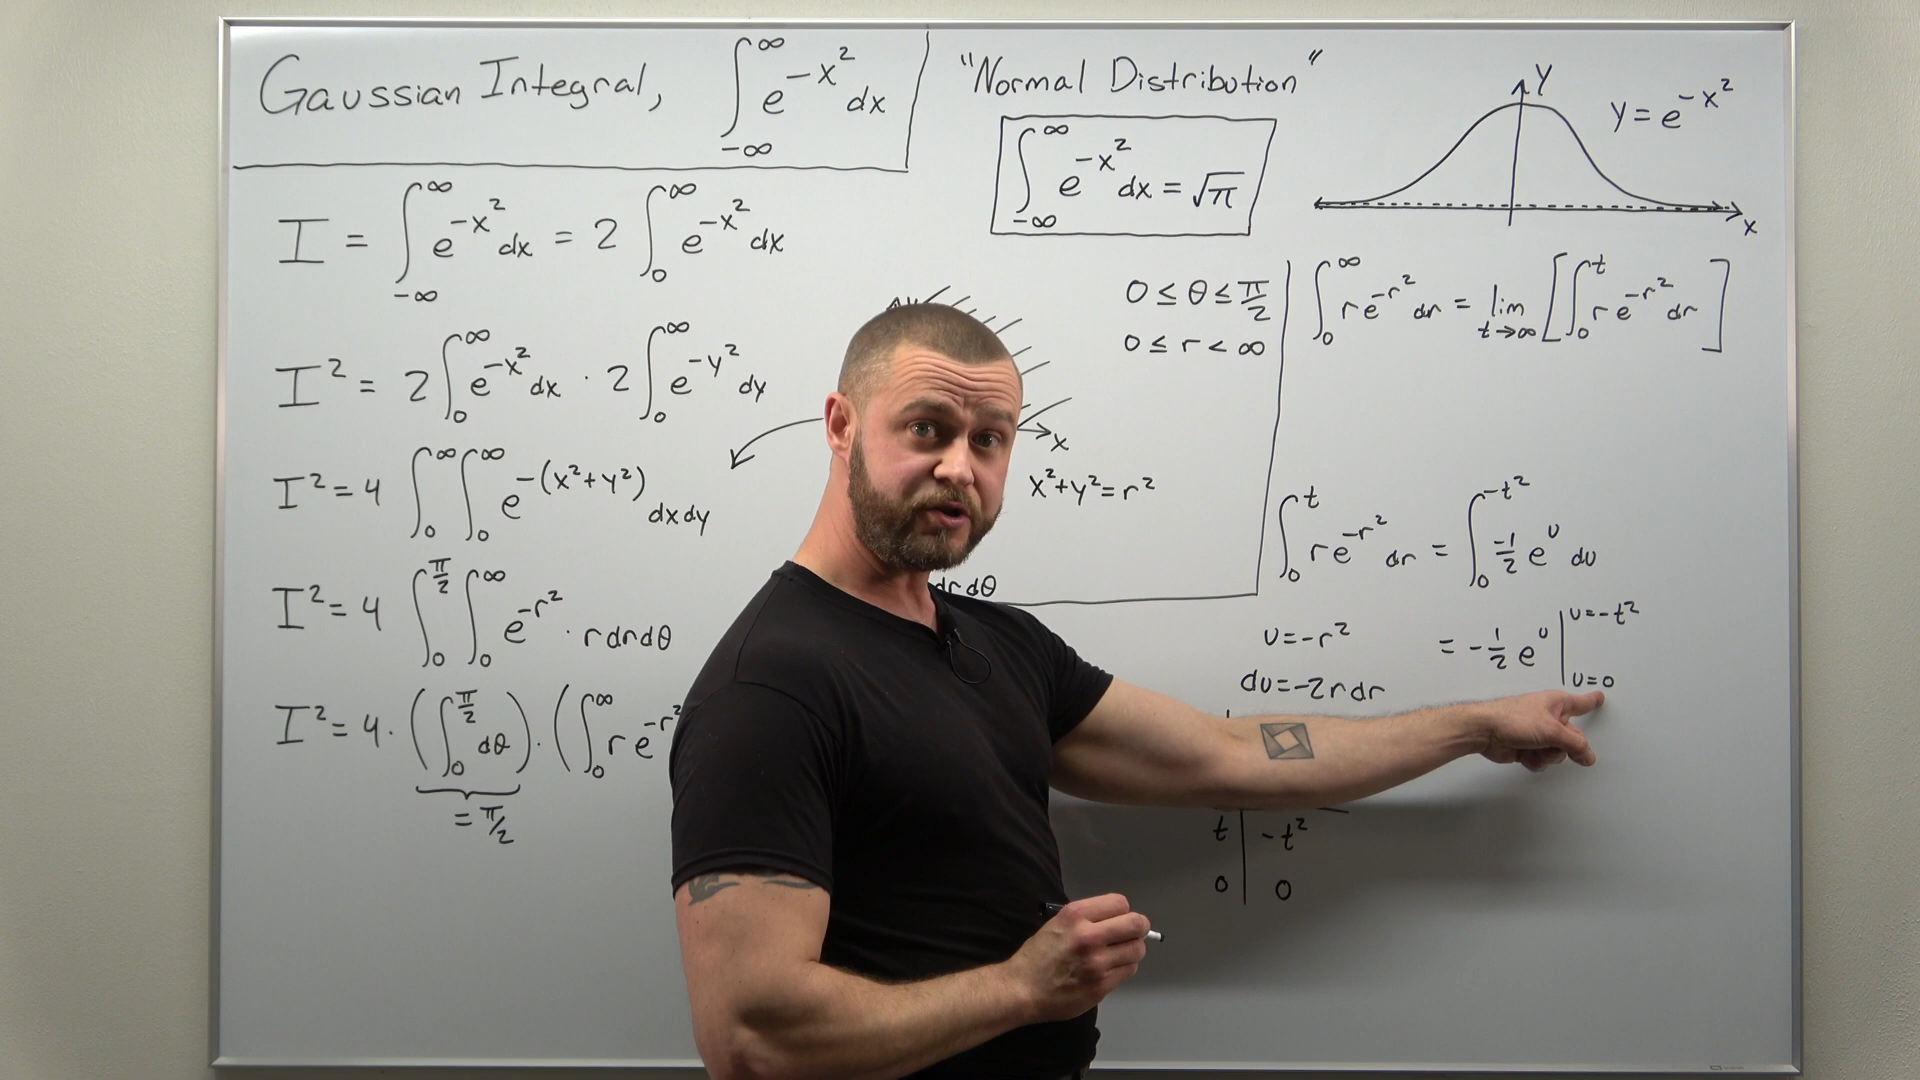 Gaussian Integral, ∫_{-∞}^{∞} e^{-x²} dx
"Normal Distribution"
∫_{-∞}^{∞} e^{-x²} dx = √π
Y
y = e^{-x²}
x
I = ∫_{-∞}^{∞} e^{-x²} dx = 2 ∫_0^∞ e^{-x²} dx
I² = 2 ∫_0^∞ e^{-x²} dx · 2 ∫_0^∞ e^{-y²} dy
I² = 4 ∫_0^∞ ∫_0^∞ e^{-(x²+y²)} dx dy
I² = 4 ∫_0^{π/2} ∫_0^∞ e^{-r²} · r dr dθ
I² = 4 · (∫_0^{π/2} dθ) · (∫_0^∞ r e^{-r²}
= π/2
0 ≤ θ ≤ π/2
0 ≤ r < ∞
x
x² + y² = r²
dr dθ
∫_0^∞ r e^{-r²} dr = lim_{t→∞} [∫_0^t r e^{-r²} dr]
∫_0^t r e^{-r²} dr = ∫_0^{-t²} -1/2 e^u du
u = -r²
du = -2r dr
= -1/2 e^u |_{u=0}^{u=-t²}
t | -t²
0 | 0